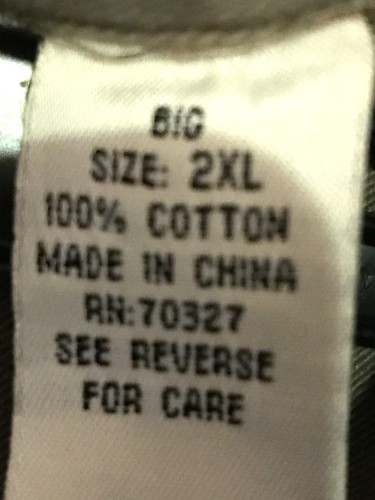 BIG
SIZE: 2XL
100% COTTON
MADE IN CHINA
RN:70327
SEE REVERSE
FOR CARE